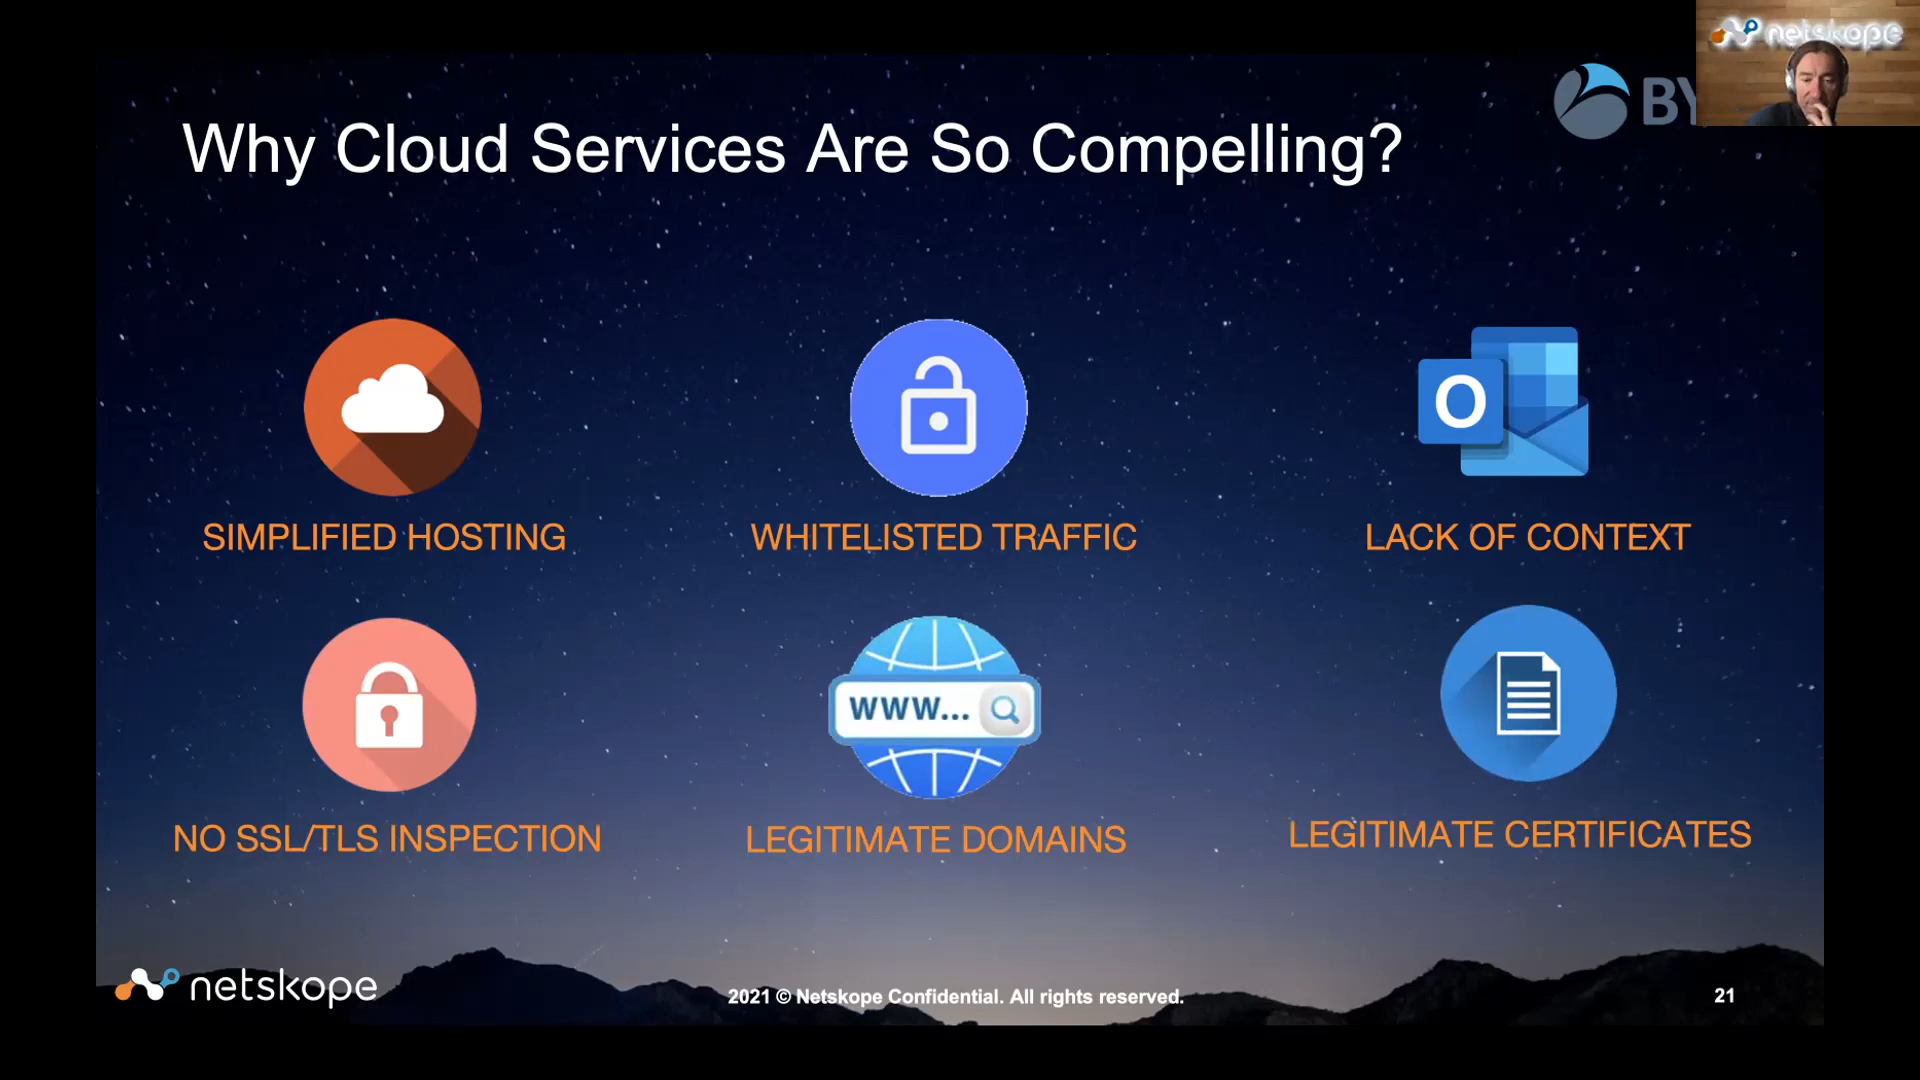 netskope
BY
Why Cloud Services Are So Compelling?
O
SIMPLIFIED HOSTING
WHITELISTED TRAFFIC
LACK OF CONTEXT
www...
NO SSL/TLS INSPECTION
LEGITIMATE DOMAINS
LEGITIMATE CERTIFICATES
netskope
2021 © Netskope Confidential. All rights reserved.
21